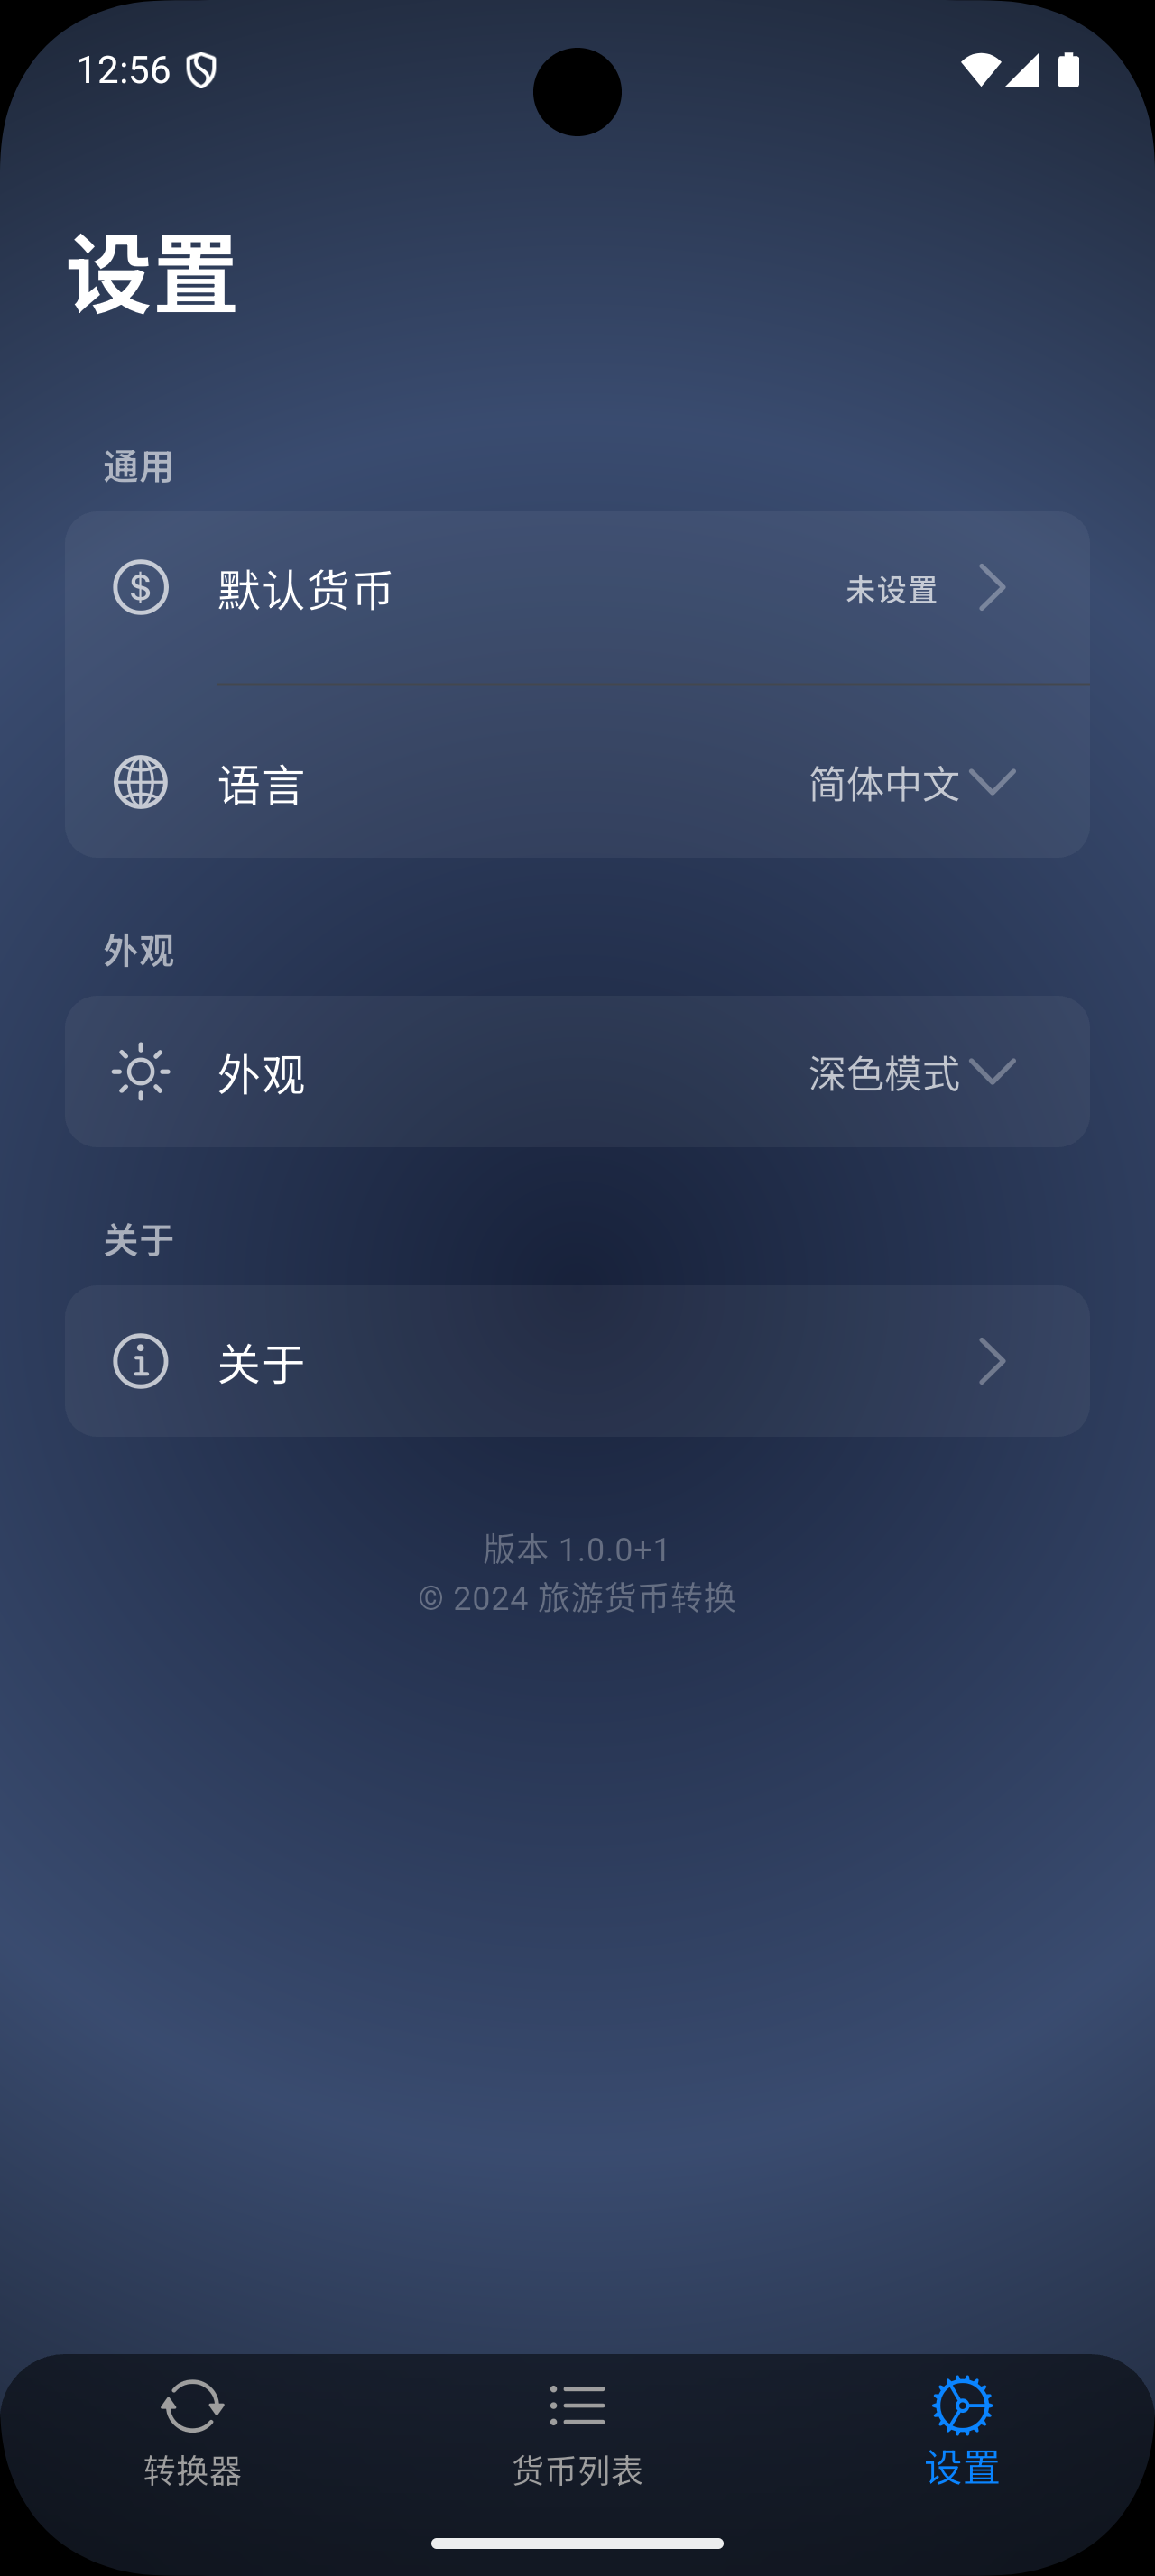 12:56
设置
通用
默认货币 未设置
语言 简体中文
外观
外观 深色模式
关于
关于
版本 1.0.0+1
© 2024 旅游货币转换
转换器 货币列表 设置